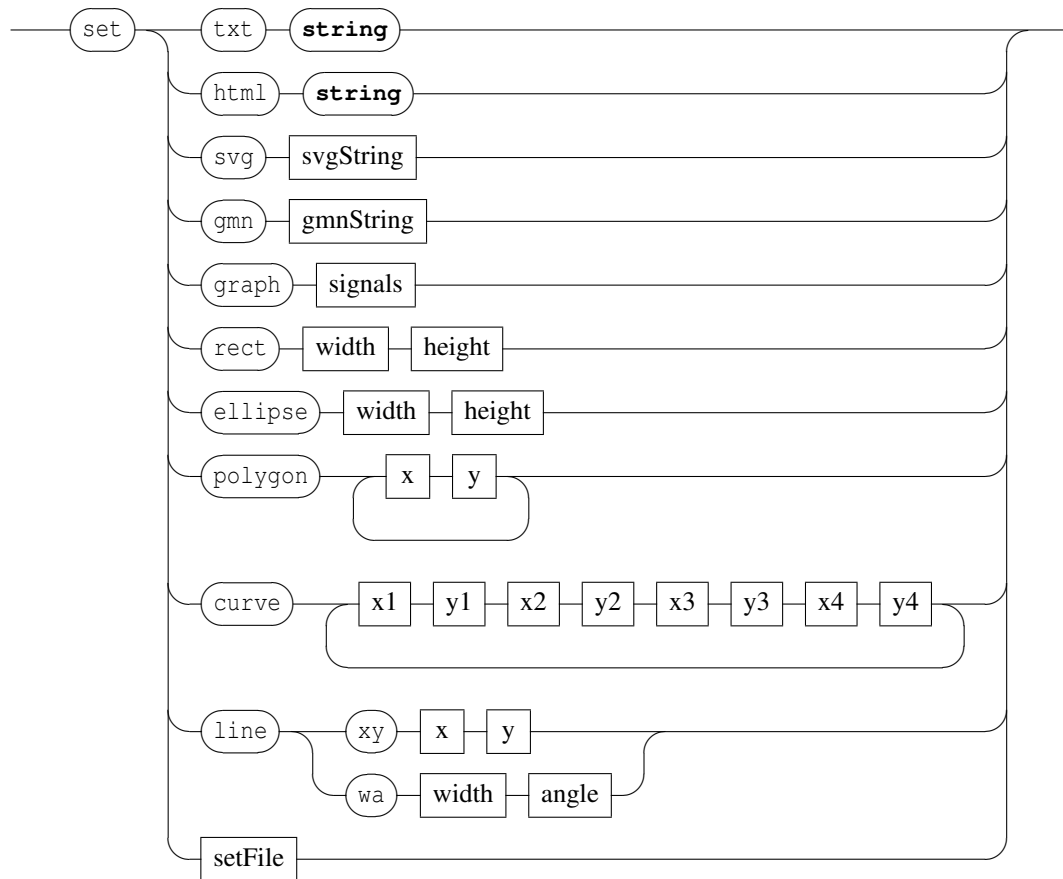 set txt string
html string
svg svgString
gmn gmnString
graph signals
rect width height
ellipse width height
polygon x y
curve x1 y1 x2 y2 x3 y3 x4 y4
line xy x y
wa width angle
setFile